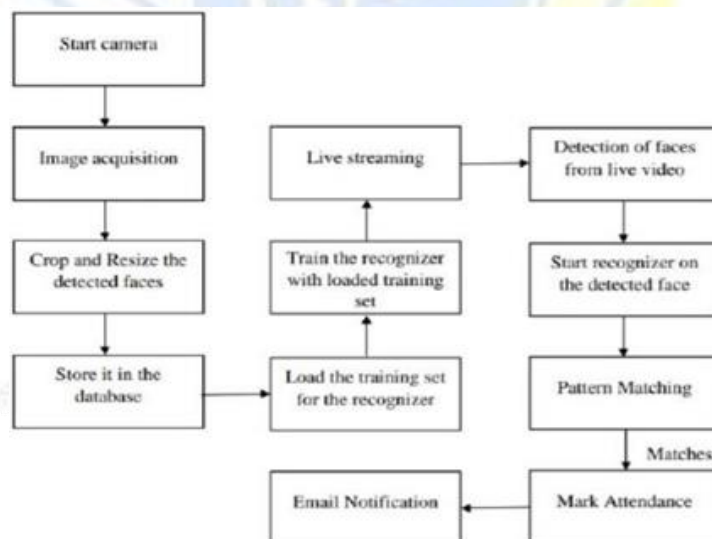 Start camera
Image acquisition
Crop and Resize the
detected faces
Store it in the
database
Load the training set
for the recognizer
Train the recognizer
with loaded training
set
Live streaming
Detection of faces
from live video
Start recognizer on
the detected face
Pattern Matching
Matches
Mark Attendance
Email Notification